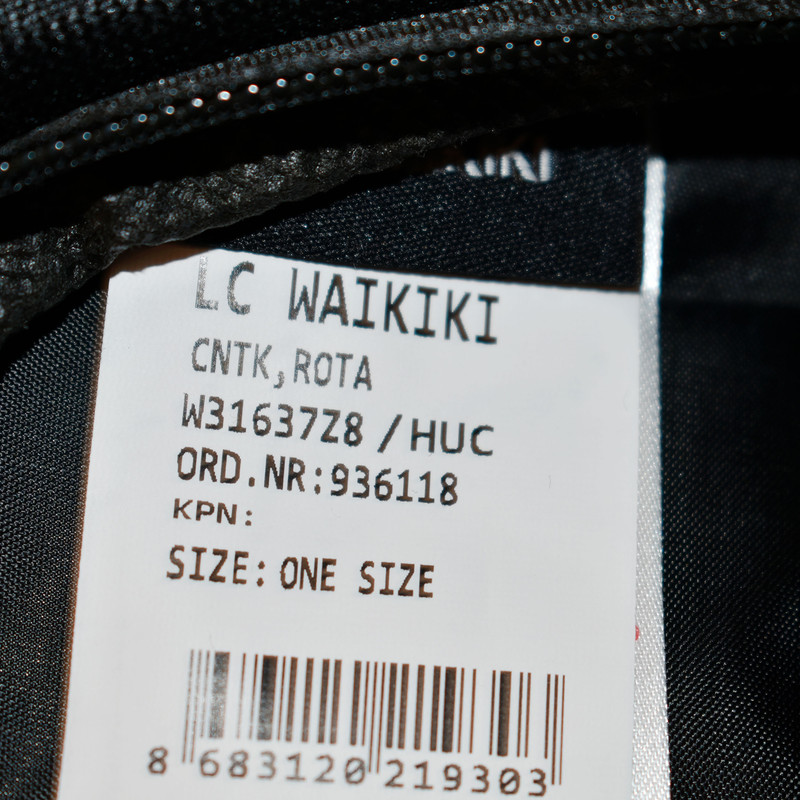 LC WAIKIKI
CNTK,ROTA
W31637Z8 /HUC
ORD.NR:936118
KPN:
SIZE: ONE SIZE
8 683120 219303